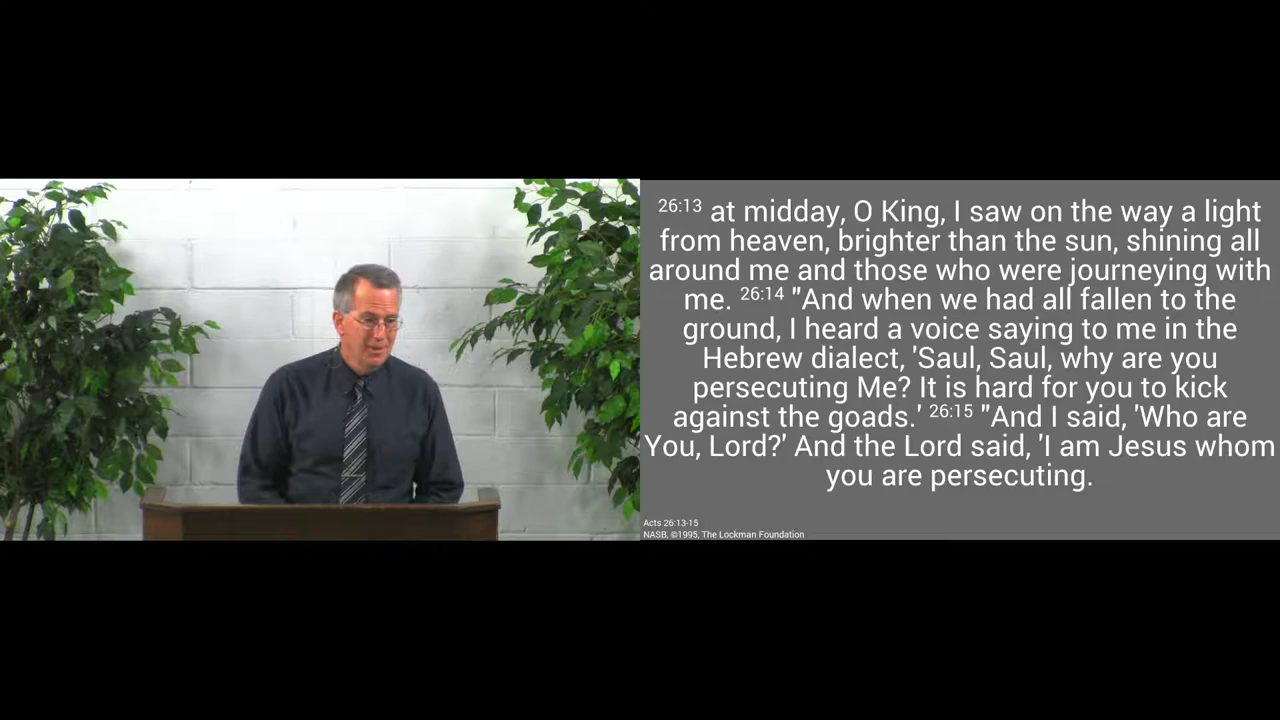 26:13 at midday, O King, I saw on the way a light
from heaven, brighter than the sun, shining all
around me and those who were journeying with
me. 26:14 "And when we had all fallen to the
ground, I heard a voice saying to me in the
Hebrew dialect, 'Saul, Saul, why are you
persecuting Me? It is hard for you to kick
against the goads.' 26:15 "And I said, 'Who are
You, Lord?' And the Lord said, 'I am Jesus whom
you are persecuting.
Acts 26:13-15
NASB, ©1995, The Lockman Foundation